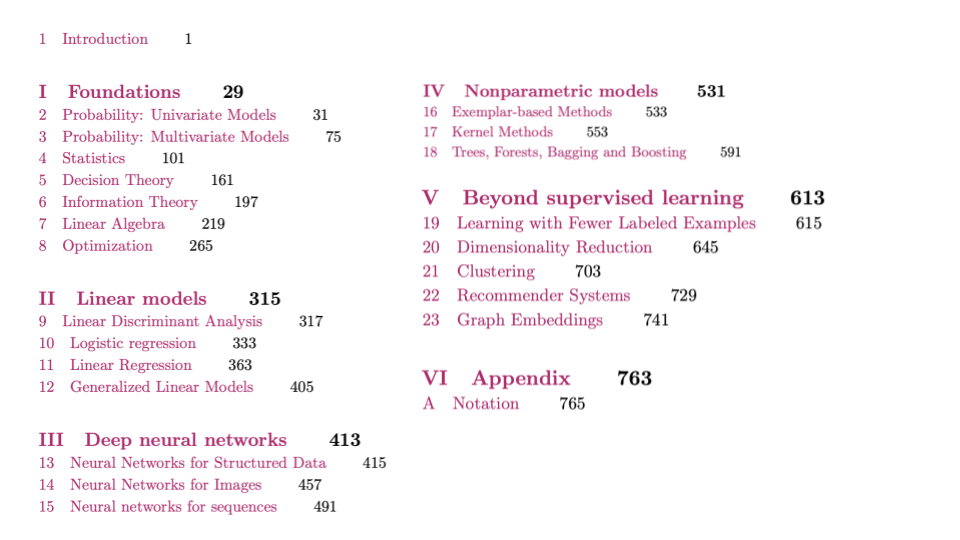 1 Introduction 1
I Foundations 29
2 Probability: Univariate Models 31
3 Probability: Multivariate Models 75
4 Statistics 101
5 Decision Theory 161
6 Information Theory 197
7 Linear Algebra 219
8 Optimization 265
II Linear models 315
9 Linear Discriminant Analysis 317
10 Logistic regression 333
11 Linear Regression 363
12 Generalized Linear Models 405
III Deep neural networks 413
13 Neural Networks for Structured Data 415
14 Neural Networks for Images 457
15 Neural networks for sequences 491
IV Nonparametric models 531
16 Exemplar-based Methods 533
17 Kernel Methods 553
18 Trees, Forests, Bagging and Boosting 591
V Beyond supervised learning 613
19 Learning with Fewer Labeled Examples 615
20 Dimensionality Reduction 645
21 Clustering 703
22 Recommender Systems 729
23 Graph Embeddings 741
VI Appendix 763
A Notation 765